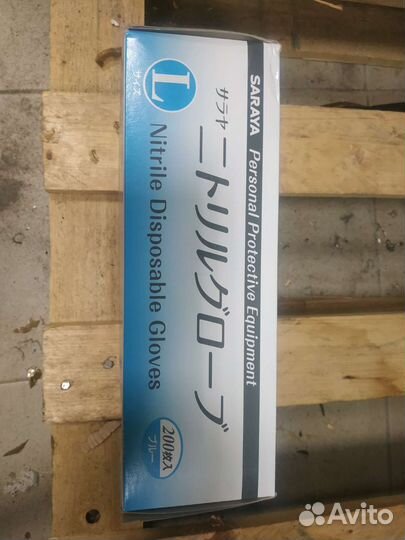 SARAYA Personal Protective Equipment
サラヤ
ニトリルグローブ
L
サイズ
Nitrile Disposable Gloves
200枚入
ブルー
Avito